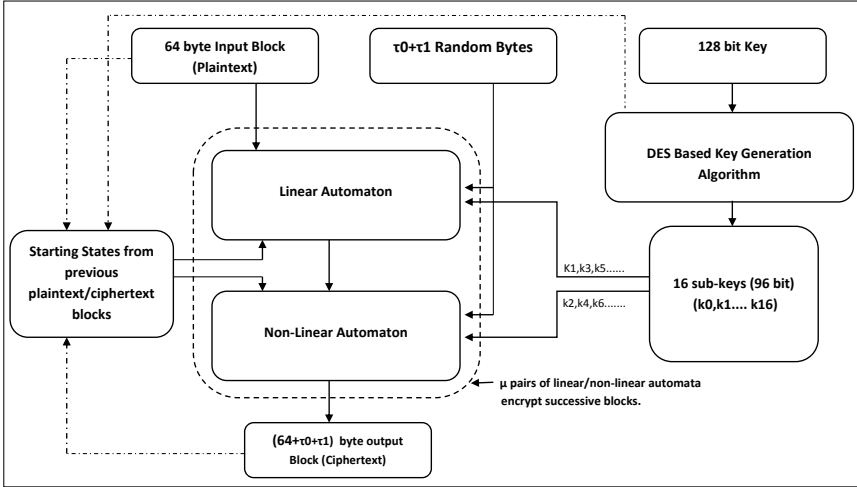 64 byte Input Block
(Plaintext)
τ0+τ1 Random Bytes
128 bit Key
DES Based Key Generation
Algorithm
Linear Automaton
Starting States from
previous
plaintext/ciphertext
blocks
K1,k3,k5......
16 sub-keys (96 bit)
(k0,k1.... k16)
k2,k4,k6.......
Non-Linear Automaton
µ pairs of linear/non-linear automata
encrypt successive blocks.
(64+τ0+τ1) byte output
Block (Ciphertext)